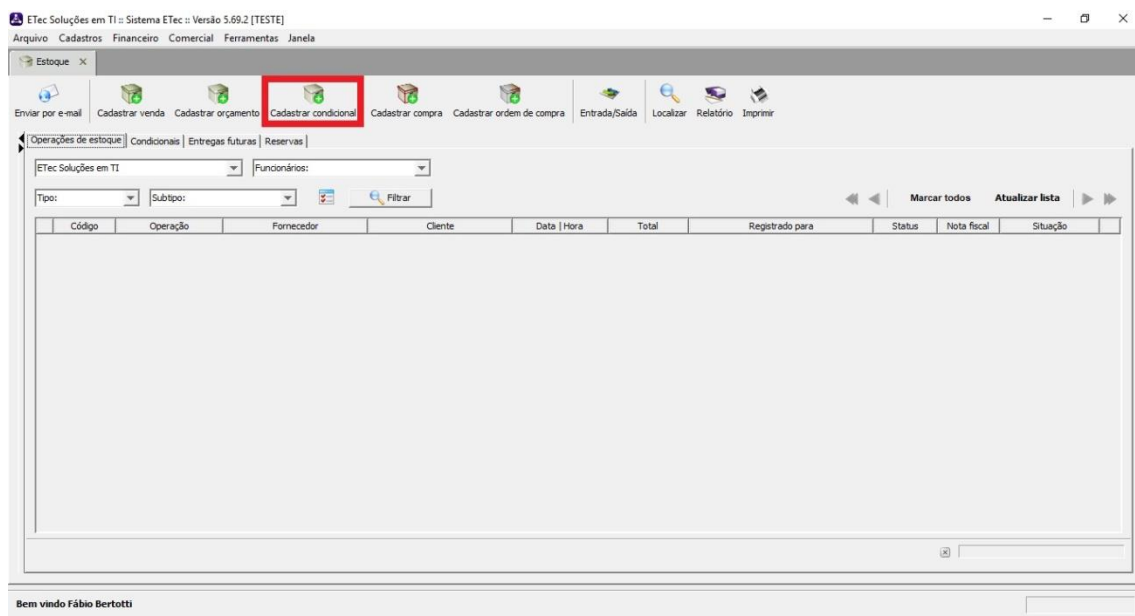 ETec Soluções em TI :: Sistema ETec :: Versão 5.69.2 [TESTE]
Arquivo Cadastros Financeiro Comercial Ferramentas Janela
Estoque
Enviar por e-mail Cadastrar venda Cadastrar orçamento Cadastrar condicional Cadastrar compra Cadastrar ordem de compra Entrada/Saída Localizar Relatório Imprimir
Operações de estoque Condicionais Entregas futuras Reservas
ETec Soluções em TI Funcionários:
Tipo: Subtipo: Filtrar Marcar todos Atualizar lista
Código Operação Fornecedor Cliente Data | Hora Total Registrado para Status Nota fiscal Situação
Bem vindo Fábio Bertotti